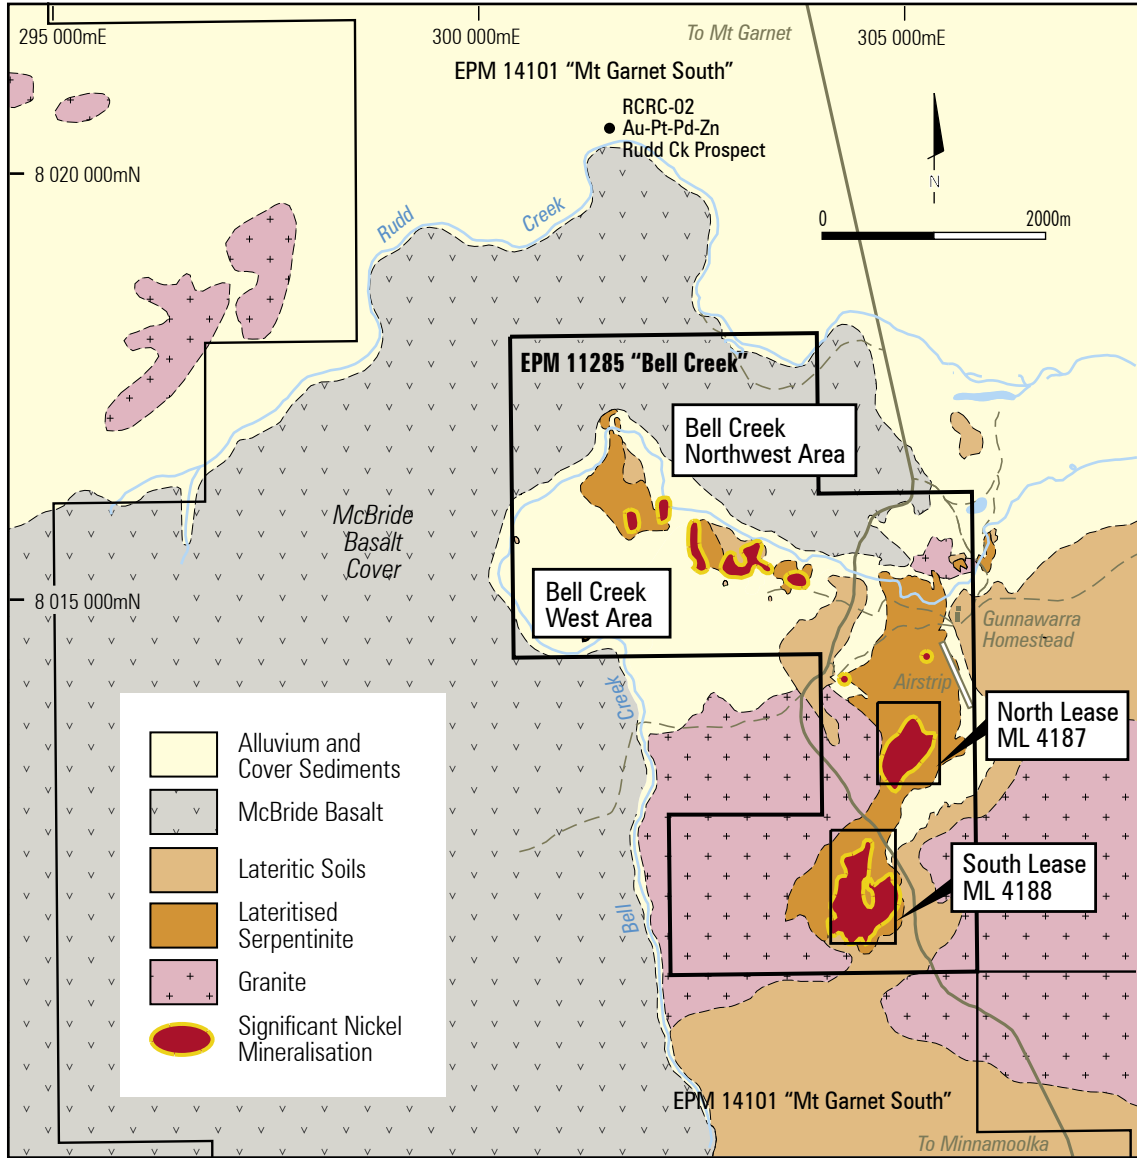 295 000mE
300 000mE
To Mt Garnet
305 000mE
EPM 14101 “Mt Garnet South”
RCRC-02
Au-Pt-Pd-Zn
Rudd Ck Prospect
8 020 000mN
N
0
2000m
Rudd
Creek
EPM 11285 “Bell Creek”
Bell Creek
Northwest Area
McBride
Basalt
Cover
8 015 000mN
Bell Creek
West Area
Gunnawarra
Homestead
Airstrip
Creek
North Lease
ML 4187
Alluvium and
Cover Sediments
McBride Basalt
Lateritic Soils
Lateritised
Serpentinite
Granite
Significant Nickel
Mineralisation
South Lease
ML 4188
Bell
EPM 14101 “Mt Garnet South”
To Minnamoolka